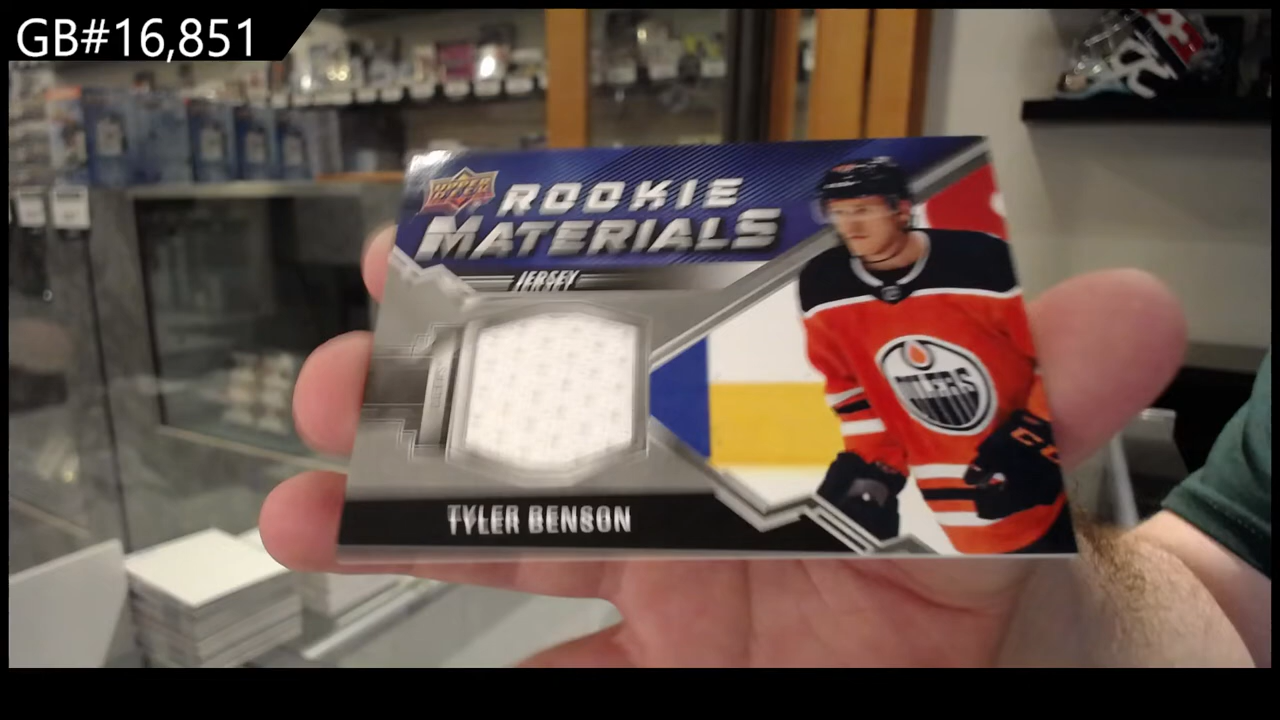 GB#16,851
UPPER DECK
ROOKIE
MATERIALS
JERSEY
OILERS
TYLER BENSON